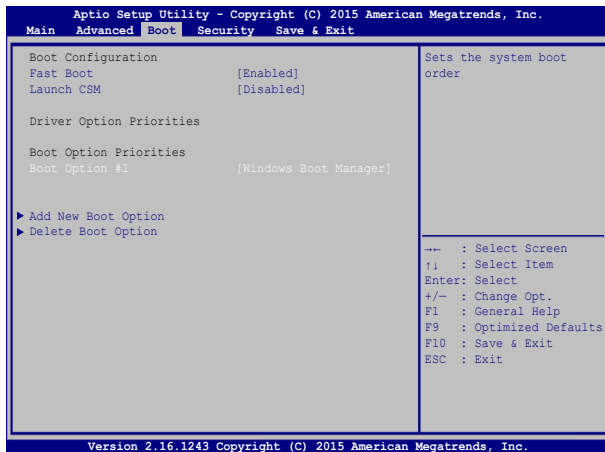 Aptio Setup Utility - Copyright (C) 2015 American Megatrends, Inc.
Main Advanced Boot Security Save & Exit
Boot Configuration
Fast Boot [Enabled]
Launch CSM [Disabled]
Driver Option Priorities
Boot Option Priorities
Boot Option #1 [Windows Boot Manager]
Add New Boot Option
Delete Boot Option
Sets the system boot
order
→← : Select Screen
↑↓ : Select Item
Enter: Select
+/— : Change Opt.
F1 : General Help
F9 : Optimized Defaults
F10 : Save & Exit
ESC : Exit
Version 2.16.1243 Copyright (C) 2015 American Megatrends, Inc.